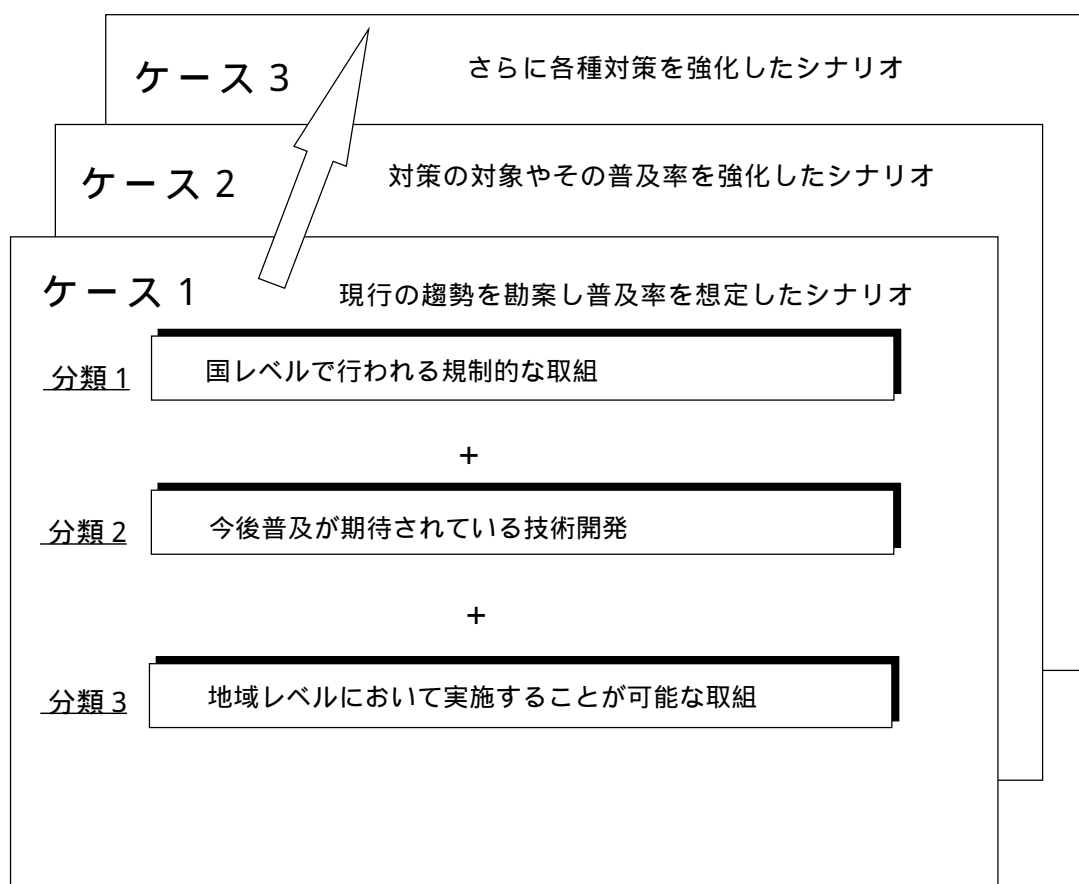 ケース3
さらに各種対策を強化したシナリオ
ケース2
対策の対象やその普及率を強化したシナリオ
ケース1
現行の趨勢を勘案し普及率を想定したシナリオ
分類1
国レベルで行われる規制的な取組
+
分類2
今後普及が期待されている技術開発
+
分類3
地域レベルにおいて実施することが可能な取組